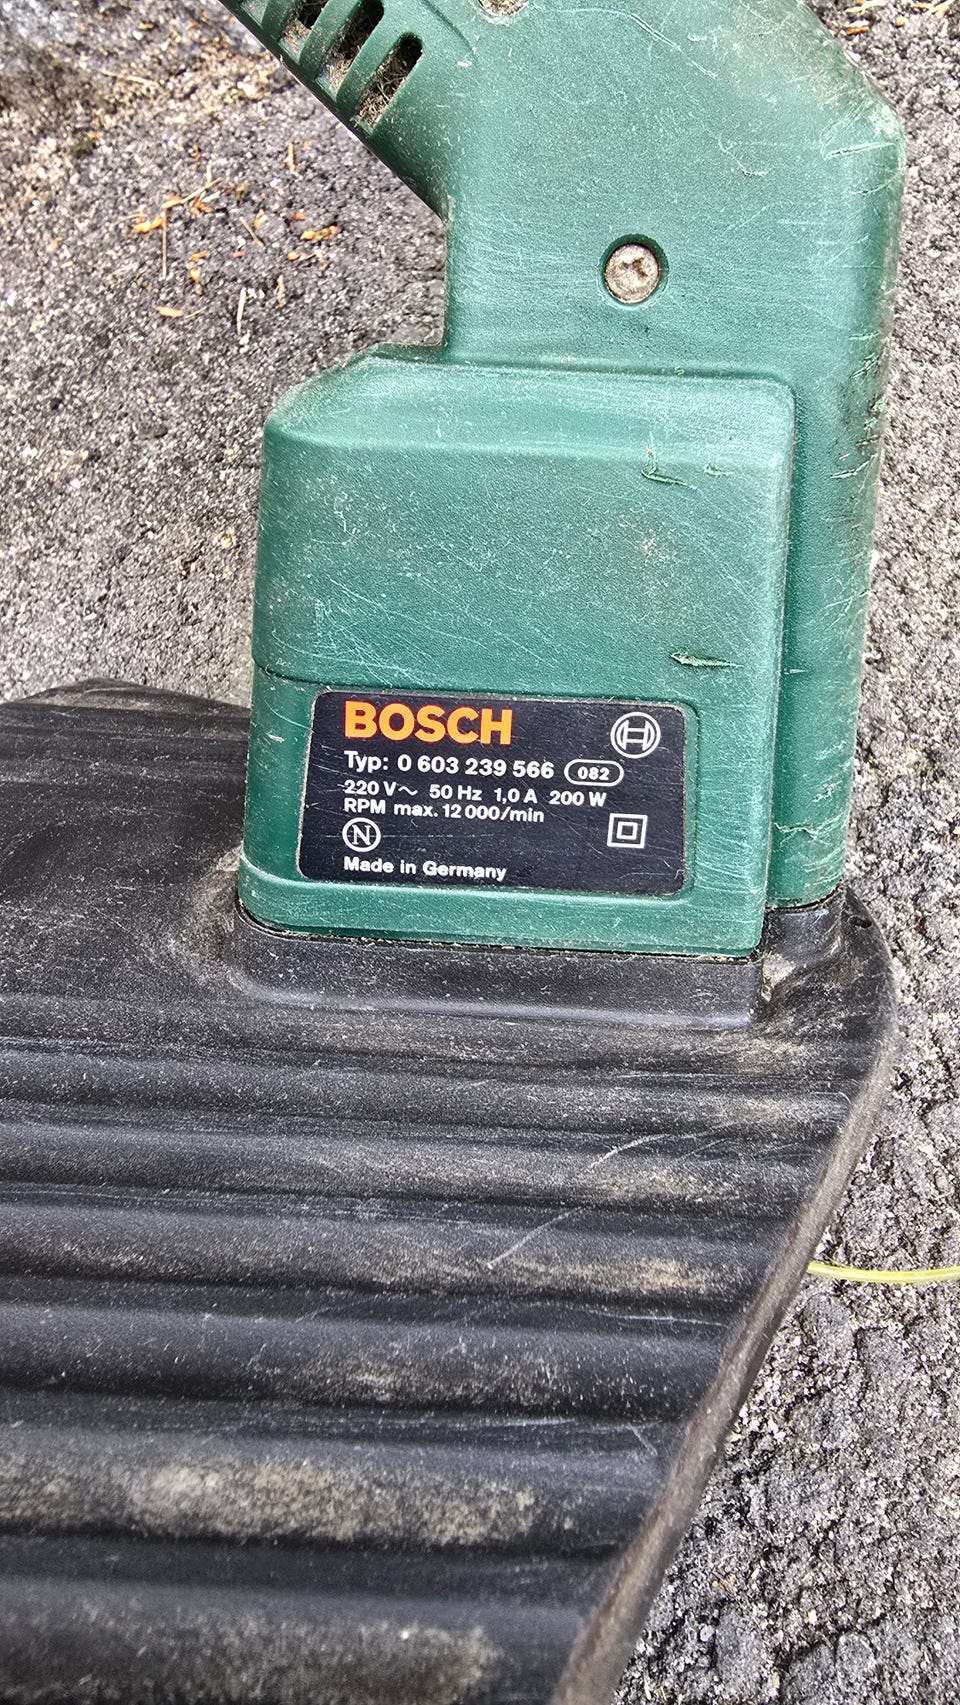 BOSCH
Typ: 0 603 239 566 082
220 V~ 50 Hz 1,0 A 200 W
RPM max. 12 000/min
N
Made in Germany